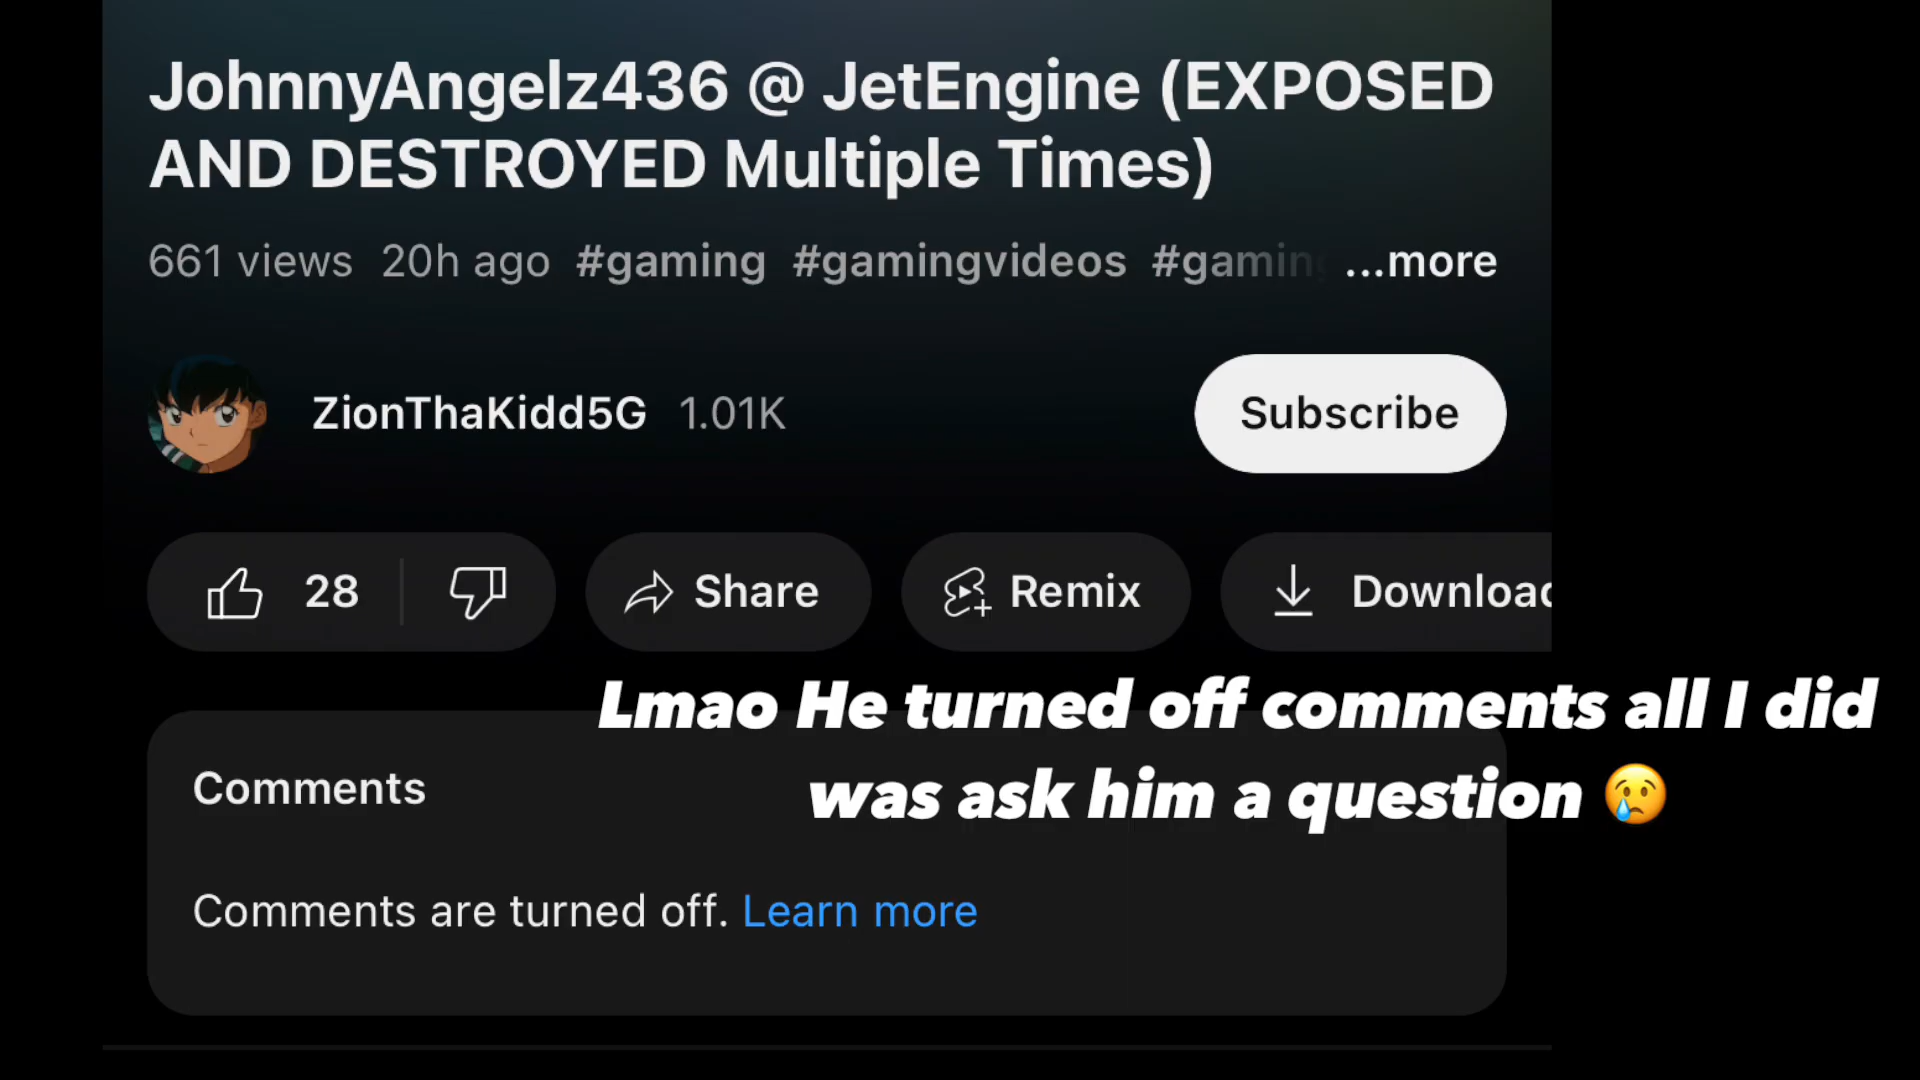 JohnnyAngelz436 @ JetEngine (EXPOSED
AND DESTROYED Multiple Times)
661 views 20h ago #gaming #gamingvideos #gaming ...more
ZionThaKidd5G 1.01K
Subscribe
28
Share
Remix
Download
Lmao He turned off comments all I did
was ask him a question 😢
Comments
Comments are turned off. Learn more